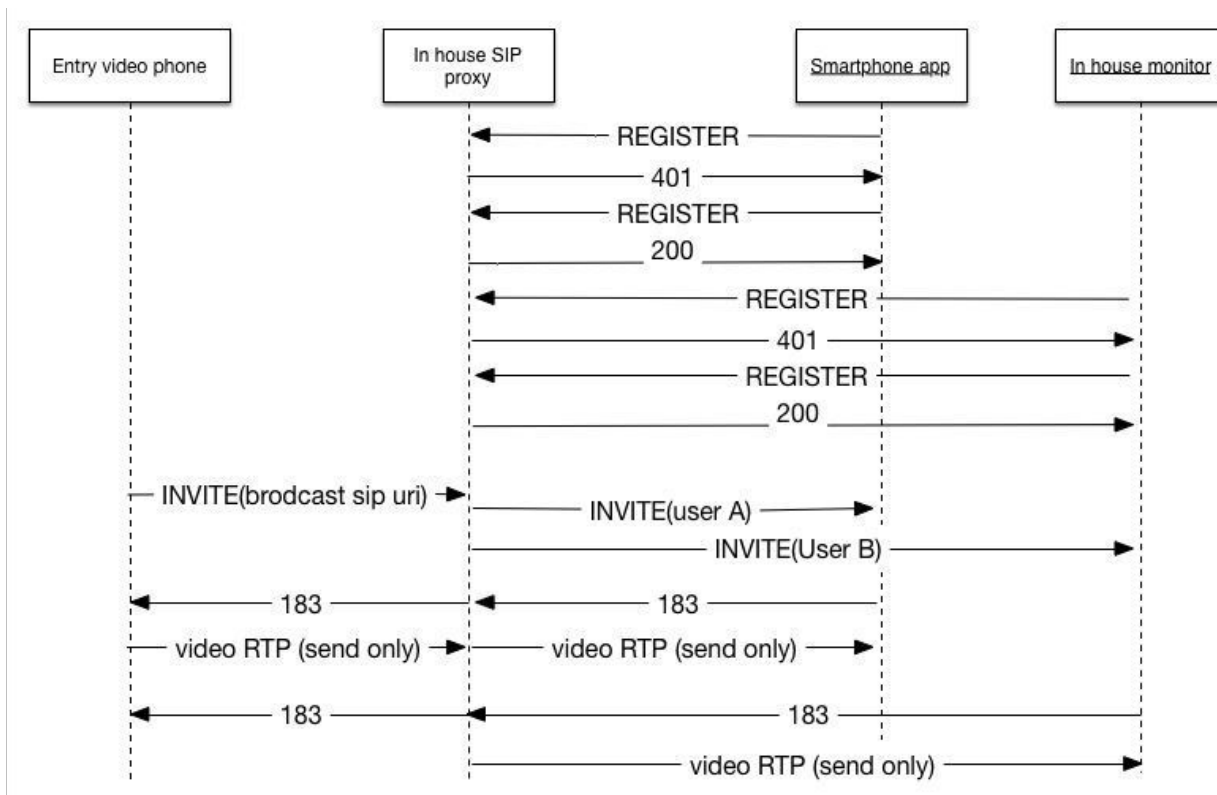 Entry video phone
In house SIP
proxy
Smartphone app
In house monitor
REGISTER
401
REGISTER
200
REGISTER
401
REGISTER
200
INVITE(brodcast sip uri)
INVITE(user A)
INVITE(User B)
183
183
video RTP (send only)
video RTP (send only)
183
183
video RTP (send only)